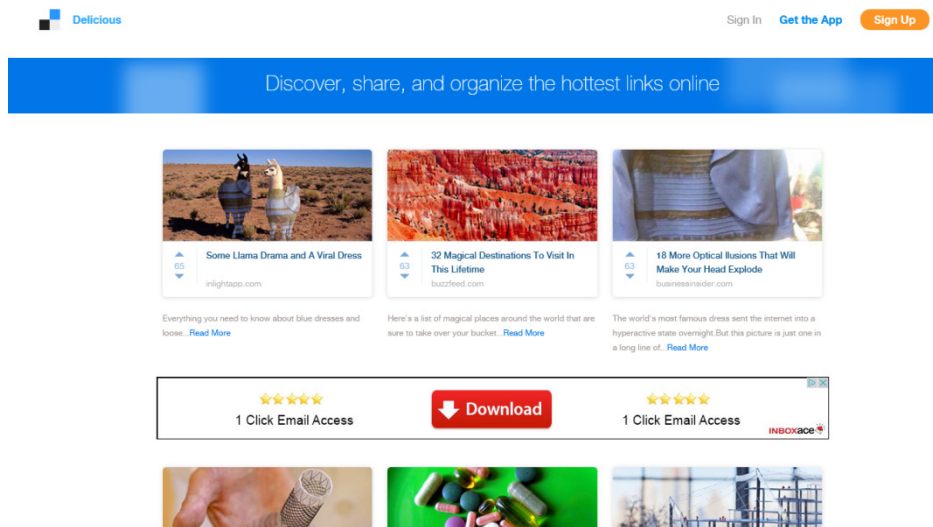 Delicious
Sign In Get the App Sign Up
Discover, share, and organize the hottest links online
65
Some Llama Drama and A Viral Dress
inlightapp.com
Everything you need to know about blue dresses and
loose...Read More
63
32 Magical Destinations To Visit In
This Lifetime
buzzfeed.com
Here's a list of magical places around the world that are
sure to take over your bucket...Read More
63
18 More Optical Ilusions That Will
Make Your Head Explode
businessinsider.com
The world's most famous dress sent the internet into a
hyperactive state overnight.But this picture is just one in
a long line of...Read More
1 Click Email Access
Download
1 Click Email Access
INBOXace